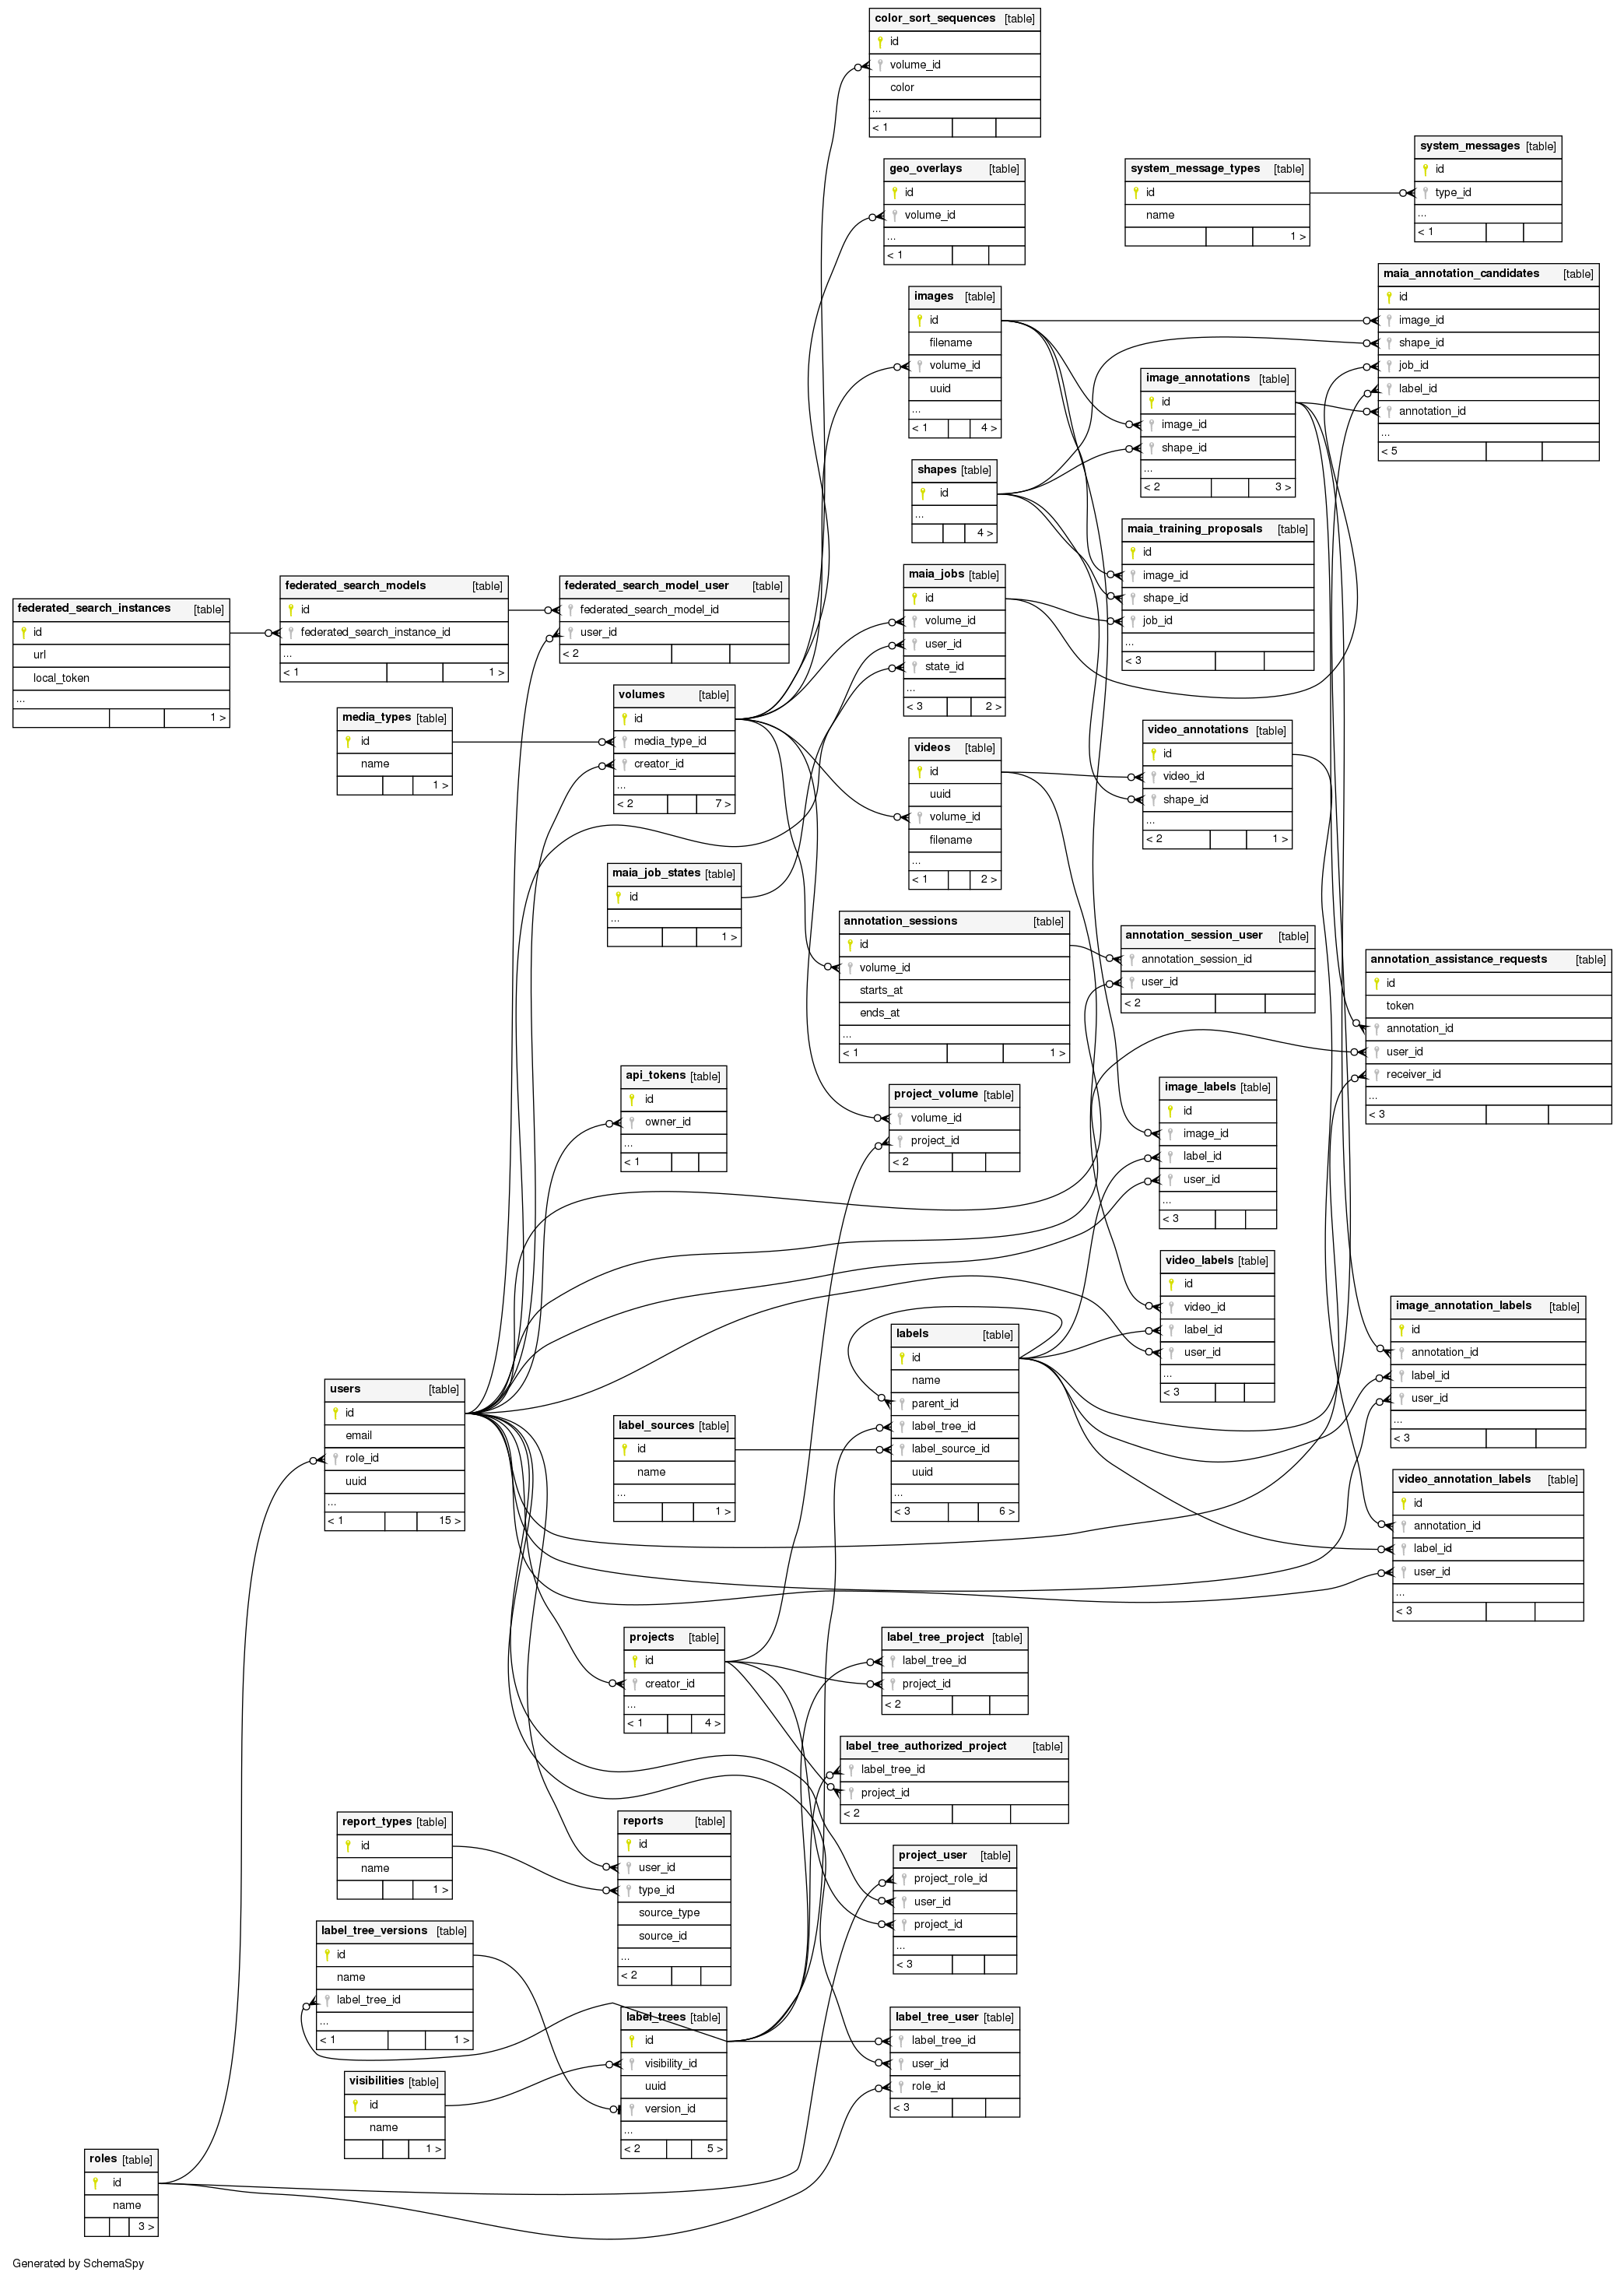 color_sort_sequences [table]
id
volume_id
color
...
< 1
geo_overlays [table]
id
volume_id
...
< 1
system_message_types [table]
id
name
1 >
system_messages [table]
id
type_id
...
< 1
maia_annotation_candidates [table]
id
image_id
shape_id
job_id
label_id
annotation_id
...
< 5
images [table]
id
filename
volume_id
uuid
...
< 1 4 >
image_annotations [table]
id
image_id
shape_id
...
< 2 3 >
shapes [table]
id
...
4 >
maia_training_proposals [table]
id
image_id
shape_id
job_id
...
< 3
maia_jobs [table]
id
volume_id
user_id
state_id
...
< 3 2 >
federated_search_instances [table]
id
url
local_token
...
1 >
federated_search_models [table]
id
federated_search_instance_id
...
< 1 1 >
federated_search_model_user [table]
federated_search_model_id
user_id
< 2
volumes [table]
id
media_type_id
creator_id
...
< 2 7 >
media_types [table]
id
name
1 >
videos [table]
id
uuid
volume_id
filename
...
< 1 2 >
video_annotations [table]
id
video_id
shape_id
...
< 2 1 >
maia_job_states [table]
id
...
1 >
annotation_sessions [table]
id
volume_id
starts_at
ends_at
...
< 1 1 >
annotation_session_user [table]
annotation_session_id
user_id
< 2
annotation_assistance_requests [table]
id
token
annotation_id
user_id
receiver_id
...
< 3
api_tokens [table]
id
owner_id
...
< 1
project_volume [table]
volume_id
project_id
< 2
image_labels [table]
id
image_id
label_id
user_id
...
< 3
video_labels [table]
id
video_id
label_id
user_id
...
< 3
image_annotation_labels [table]
id
annotation_id
label_id
user_id
...
< 3
labels [table]
id
name
parent_id
label_tree_id
label_source_id
uuid
...
< 3 6 >
users [table]
id
email
role_id
uuid
...
< 1 15 >
label_sources [table]
id
name
...
1 >
video_annotation_labels [table]
id
annotation_id
label_id
user_id
...
< 3
projects [table]
id
creator_id
...
< 1 4 >
label_tree_project [table]
label_tree_id
project_id
< 2
label_tree_authorized_project [table]
label_tree_id
project_id
< 2
report_types [table]
id
name
1 >
reports [table]
id
user_id
type_id
source_type
source_id
...
< 2
project_user [table]
project_role_id
user_id
project_id
...
< 3
label_tree_versions [table]
id
name
label_tree_id
...
< 1 1 >
label_trees [table]
id
visibility_id
uuid
version_id
...
< 2 5 >
label_tree_user [table]
label_tree_id
user_id
role_id
< 3
visibilities [table]
id
name
1 >
roles [table]
id
name
3 >
Generated by SchemaSpy